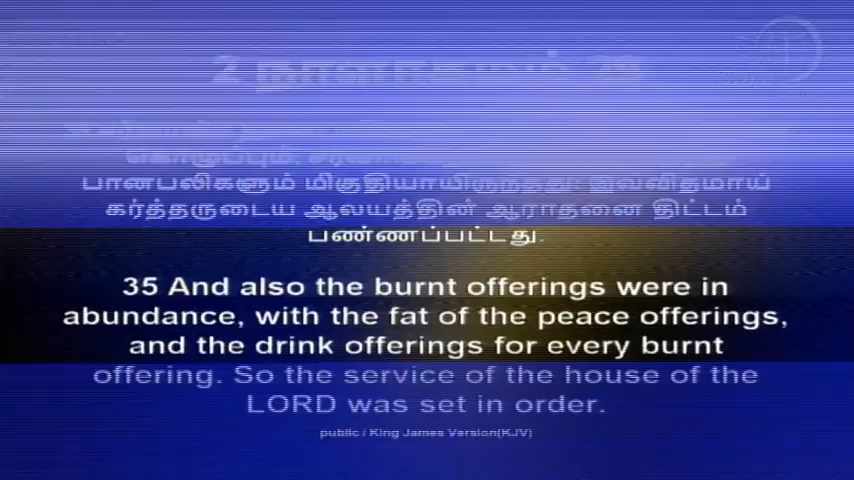 2 நாளாகமம் 29
கொழுப்பும்,
பானபலிகளும் மிகுதியாயிருந்தது: இவ்விதமாய்
கர்த்தருடைய ஆலயத்தின் ஆராதனை திட்டம்
பண்ணப்பட்டது.
35 And also the burnt offerings were in
abundance, with the fat of the peace offerings,
and the drink offerings for every burnt
offering. So the service of the house of the
LORD was set in order.
public / King James Version(KJV)